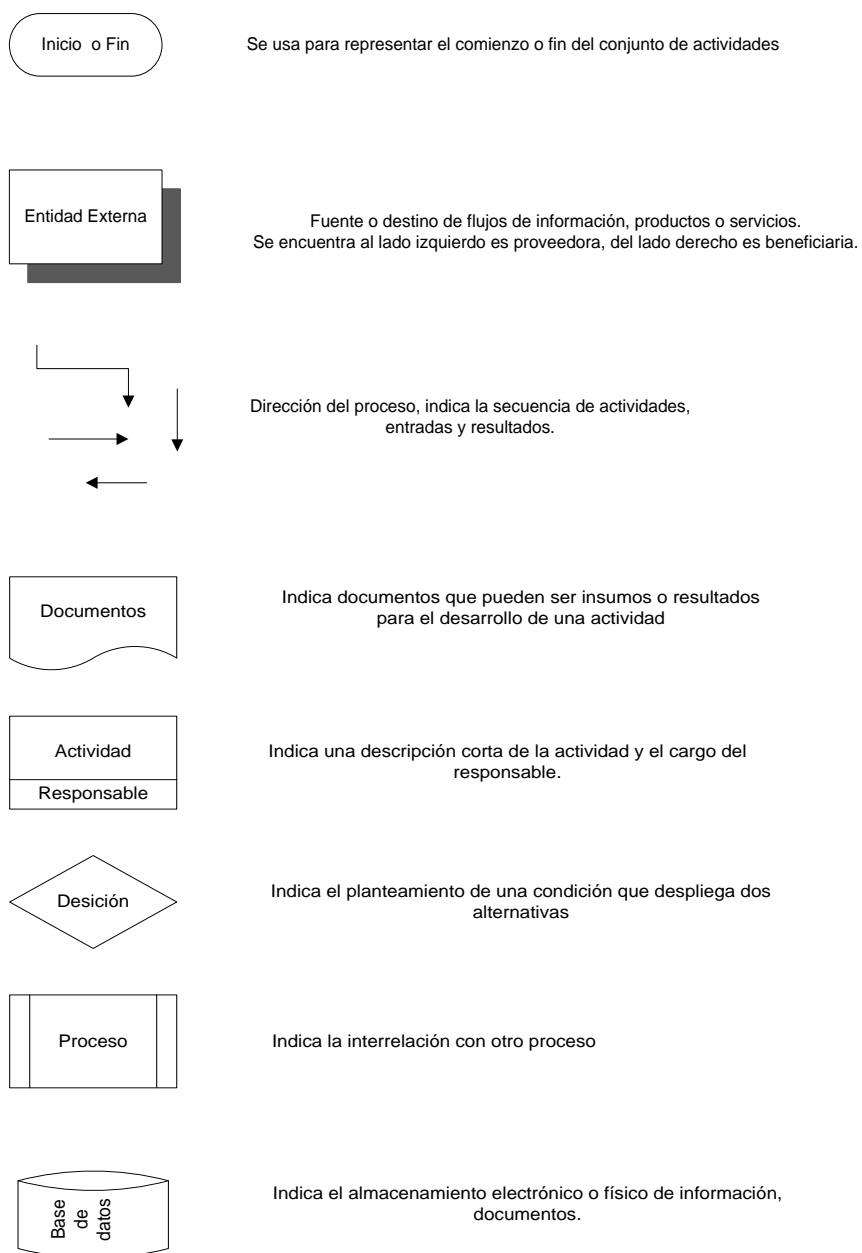 Inicio o Fin
Se usa para representar el comienzo o fin del conjunto de actividades
Entidad Externa
Fuente o destino de flujos de información, productos o servicios.
Se encuentra al lado izquierdo es proveedora, del lado derecho es beneficiaria.
Dirección del proceso, indica la secuencia de actividades,
entradas y resultados.
Documentos
Indica documentos que pueden ser insumos o resultados
para el desarrollo de una actividad
Actividad
Responsable
Indica una descripción corta de la actividad y el cargo del
responsable.
Desición
Indica el planteamiento de una condición que despliega dos
alternativas
Proceso
Indica la interrelación con otro proceso
Base
de
datos
Indica el almacenamiento electrónico o físico de información,
documentos.